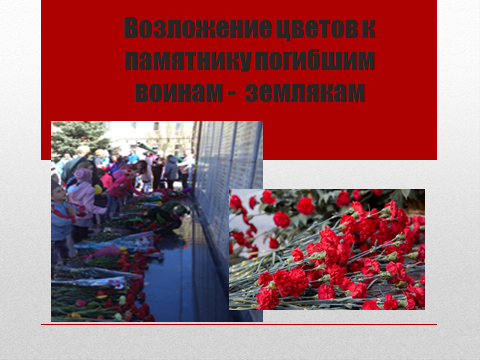 Возложение цветов к
памятнику погибшим
воинам - землякам